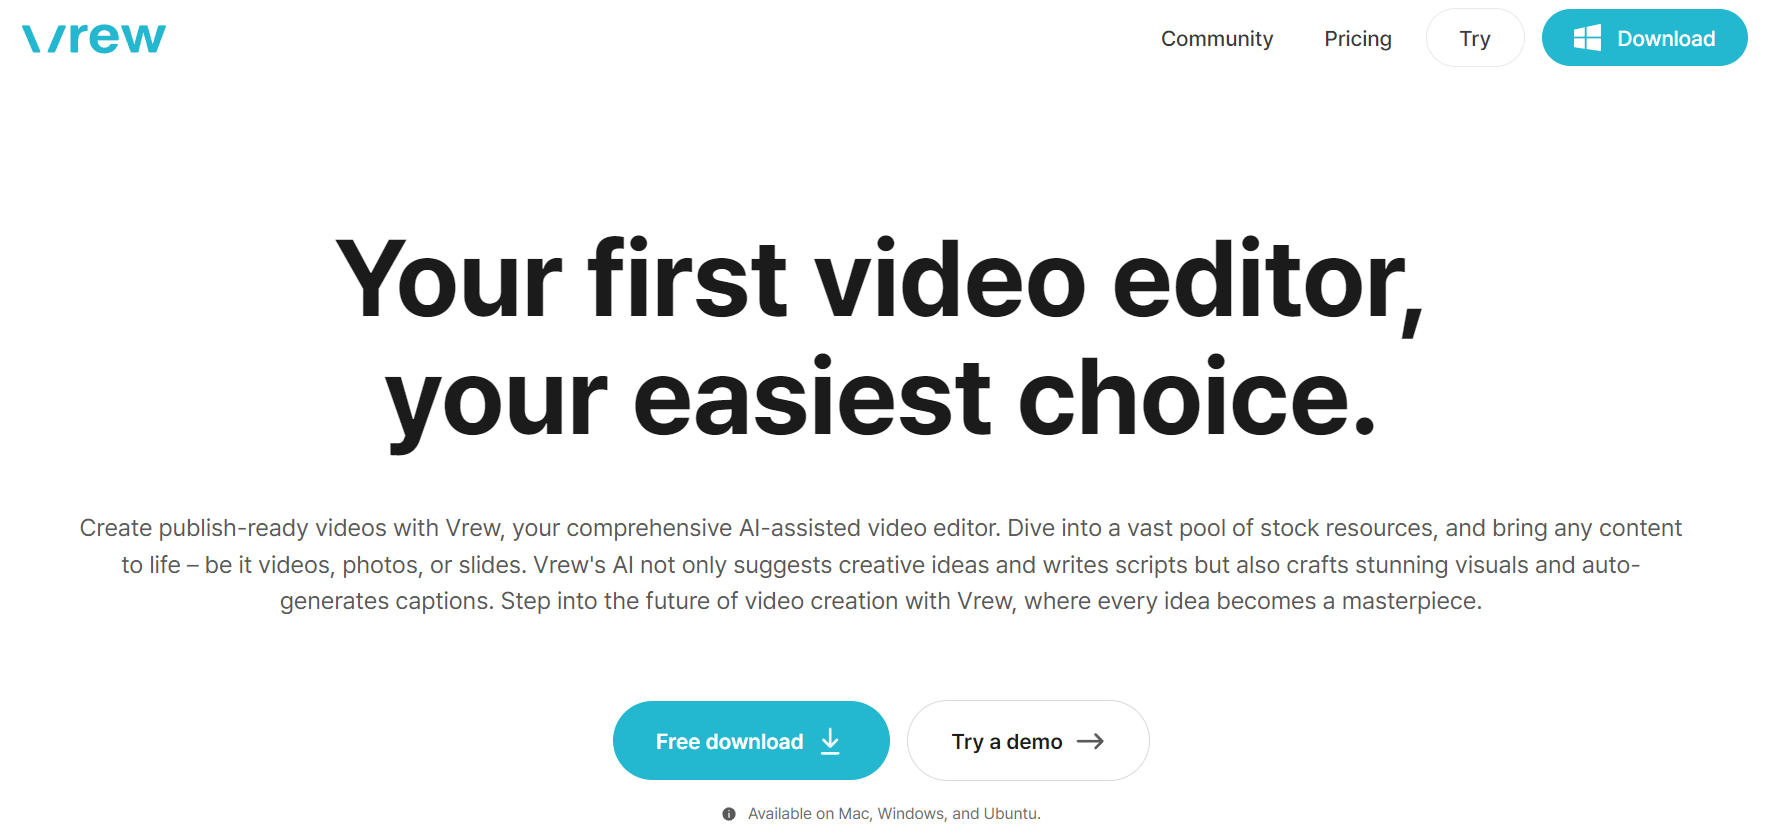 vrew
Community
Pricing
Try
Download
Your first video editor,
your easiest choice.
Create publish-ready videos with Vrew, your comprehensive AI-assisted video editor. Dive into a vast pool of stock resources, and bring any content
to life – be it videos, photos, or slides. Vrew's AI not only suggests creative ideas and writes scripts but also crafts stunning visuals and auto-
generates captions. Step into the future of video creation with Vrew, where every idea becomes a masterpiece.
Free download
Try a demo
Available on Mac, Windows, and Ubuntu.